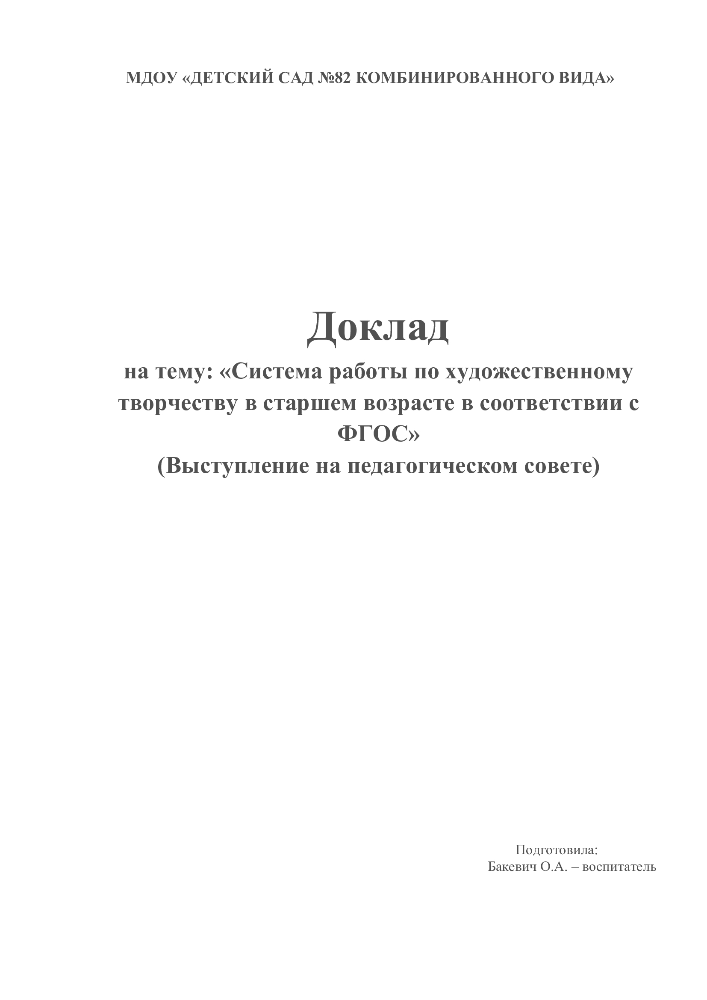 МДОУ «ДЕТСКИЙ САД №82 КОМБИНИРОВАННОГО ВИДА»
Доклад
на тему: «Система работы по художественному
творчеству в старшем возрасте в соответствии с
ФГОС»
(Выступление на педагогическом совете)
Подготовила:
Бакевич О.А. – воспитатель